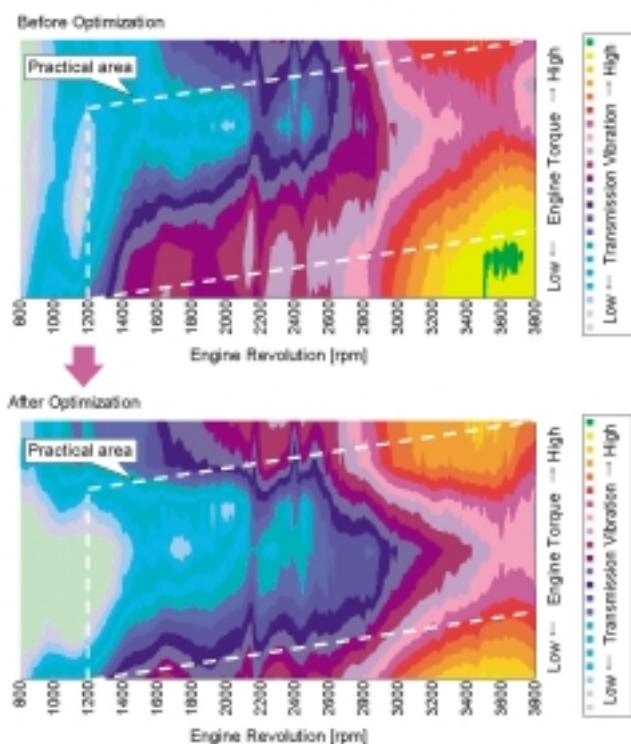 Before Optimization
Practical area
Low ← Engine Torque → High
Low ← Transmission Vibration → High
800 1000 1200 1400 1600 1800 2000 2200 2400 2600 2800 3000 3200 3400 3600 3800
Engine Revolution [rpm]
After Optimization
Practical area
Low ← Engine Torque → High
Low ← Transmission Vibration → High
800 1000 1200 1400 1600 1800 2000 2200 2400 2600 2800 3000 3200 3400 3600 3800
Engine Revolution [rpm]